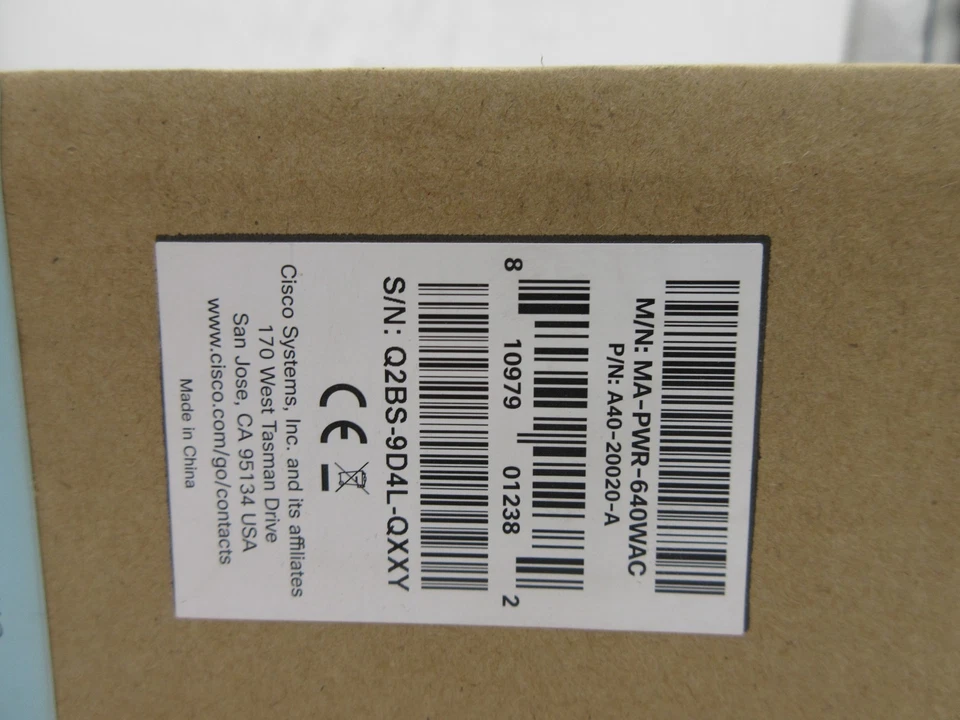 M/N: MA-PWR-640WAC
P/N: A40-20020-A
8 10979 01238 2
S/N: Q2BS-9D4L-QXXY
CE
Cisco Systems, Inc. and its affiliates
170 West Tasman Drive
San Jose, CA 95134 USA
www.cisco.com/go/contacts
Made in China